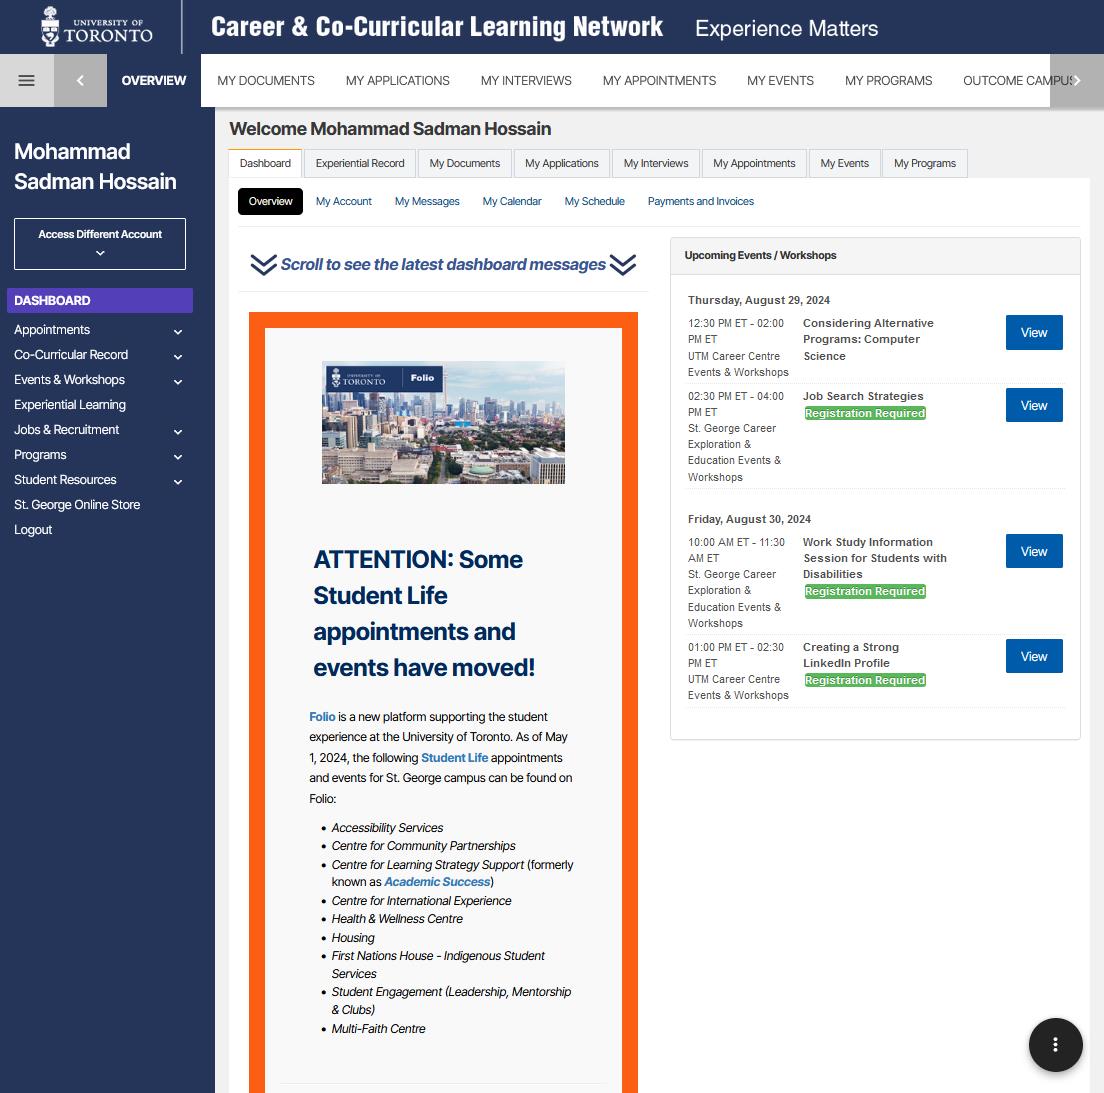 UNIVERSITY OF
TORONTO
Career & Co-Curricular Learning Network
Experience Matters
OVERVIEW
MY DOCUMENTS
MY APPLICATIONS
MY INTERVIEWS
MY APPOINTMENTS
MY EVENTS
MY PROGRAMS
OUTCOME CAMPUS
Mohammad
Sadman Hossain
Access Different Account
DASHBOARD
Appointments
Co-Curricular Record
Events & Workshops
Experiential Learning
Jobs & Recruitment
Programs
Student Resources
St. George Online Store
Logout
Welcome Mohammad Sadman Hossain
Dashboard
Experiential Record
My Documents
My Applications
My Interviews
My Appointments
My Events
My Programs
Overview
My Account
My Messages
My Calendar
My Schedule
Payments and Invoices
Scroll to see the latest dashboard messages
UNIVERSITY OF
TORONTO
Folio
ATTENTION: Some
Student Life
appointments and
events have moved!
Folio is a new platform supporting the student
experience at the University of Toronto. As of May
1, 2024, the following Student Life appointments
and events for St. George campus can be found on
Folio:
• Accessibility Services
• Centre for Community Partnerships
• Centre for Learning Strategy Support (formerly
known as Academic Success)
• Centre for International Experience
• Health & Wellness Centre
• Housing
• First Nations House - Indigenous Student
Services
• Student Engagement (Leadership, Mentorship
& Clubs)
• Multi-Faith Centre
Upcoming Events / Workshops
Thursday, August 29, 2024
12:30 PM ET - 02:00
PM ET
UTM Career Centre
Events & Workshops
Considering Alternative
Programs: Computer
Science
View
02:30 PM ET - 04:00
PM ET
St. George Career
Exploration &
Education Events &
Workshops
Job Search Strategies
Registration Required
View
Friday, August 30, 2024
10:00 AM ET - 11:30
AM ET
St. George Career
Exploration &
Education Events &
Workshops
Work Study Information
Session for Students with
Disabilities
Registration Required
View
01:00 PM ET - 02:30
PM ET
UTM Career Centre
Events & Workshops
Creating a Strong
LinkedIn Profile
Registration Required
View